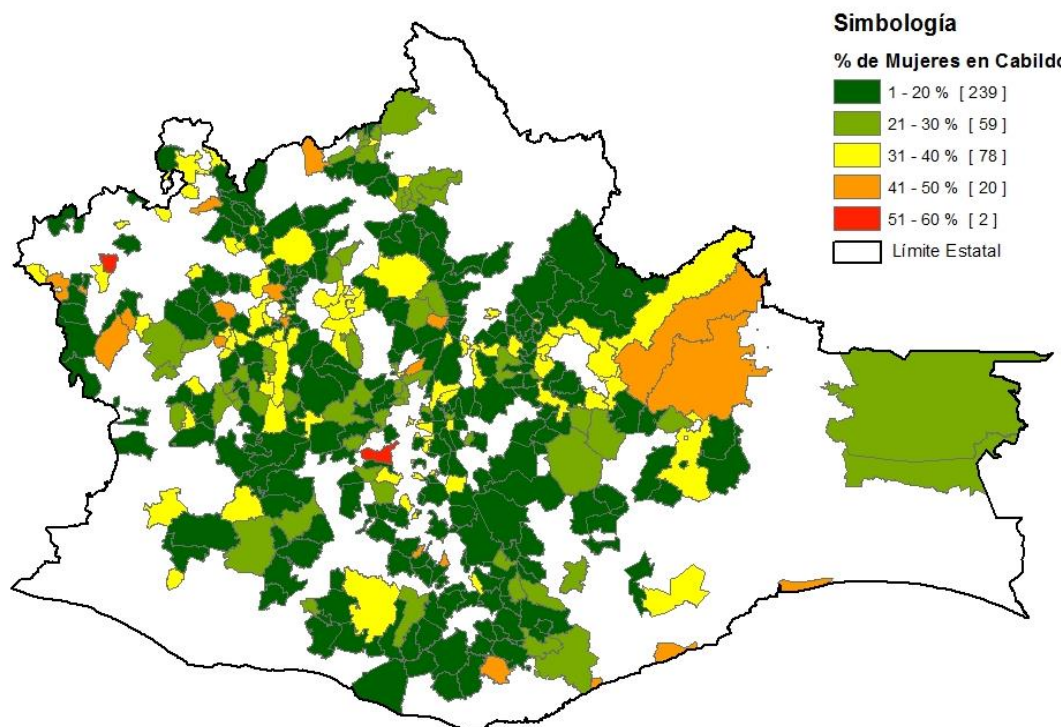 Simbología
% de Mujeres en Cabildo
1 - 20 % [ 239 ]
21 - 30 % [ 59 ]
31 - 40 % [ 78 ]
41 - 50 % [ 20 ]
51 - 60 % [ 2 ]
Límite Estatal